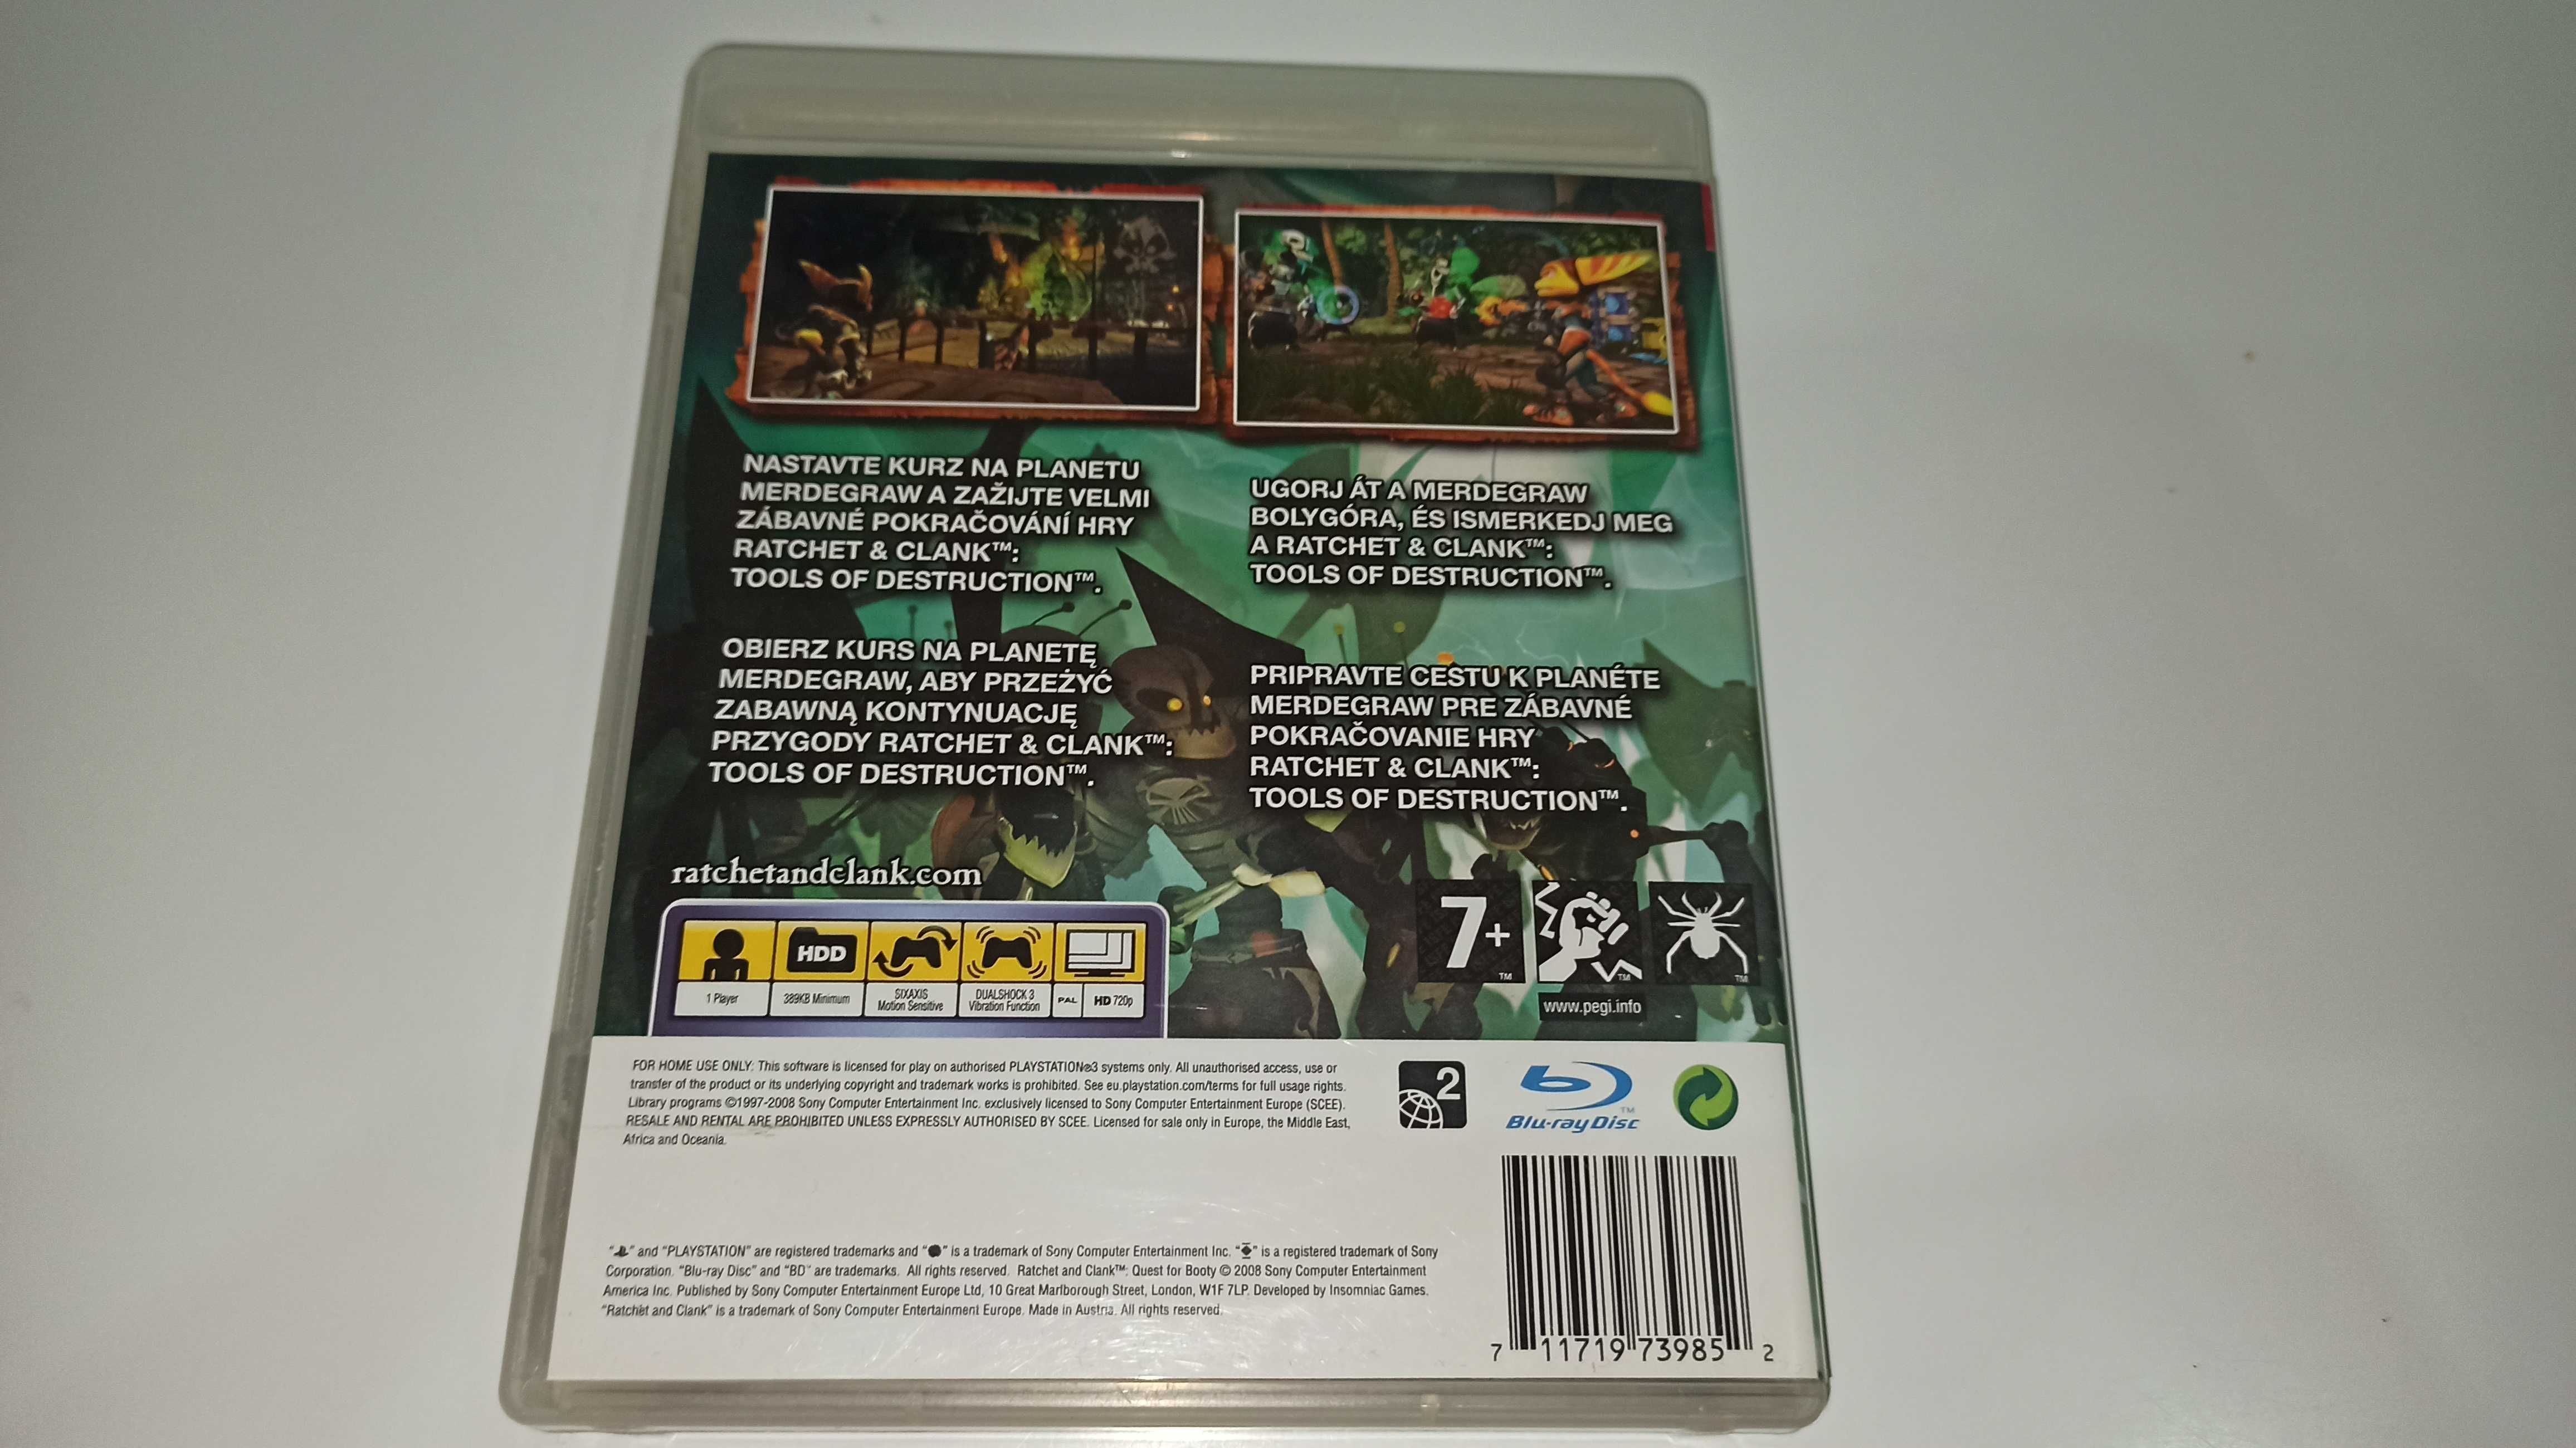 NASTAVTE KURZ NA PLANETU
MERDEGRAW A ZAŽIJTE VELMI
ZÁBAVNÉ POKRAČOVÁNÍ HRY
RATCHET & CLANK™:
TOOLS OF DESTRUCTION™.
UGORJ ÁT A MERDEGRAW
BOLYGÓRA, ÉS ISMERKEDJ MEG
A RATCHET & CLANK™:
TOOLS OF DESTRUCTION™.
OBIERZ KURS NA PLANETĘ
MERDEGRAW, ABY PRZEŻYĆ
ZABAWNĄ KONTYNUACJĘ
PRZYGODY RATCHET & CLANK™:
TOOLS OF DESTRUCTION™.
PRIPRAVTE CESTU K PLANÉTE
MERDEGRAW PRE ZÁBAVNÉ
POKRAČOVANIE HRY
RATCHET & CLANK™:
TOOLS OF DESTRUCTION™.
ratchetandclank.com
HDD
1 Player
389KB Minimum
SIXAXIS
Motion Sensitive
DUALSHOCK 3
Vibration Function
PAL
HD 720p
7+
™
™
™
www.pegi.info
FOR HOME USE ONLY: This software is licensed for play on authorised PLAYSTATION®3 systems only. All unauthorised access, use or
transfer of the product or its underlying copyright and trademark works is prohibited. See eu.playstation.com/terms for full usage rights.
Library programs ©1997-2008 Sony Computer Entertainment Inc. exclusively licensed to Sony Computer Entertainment Europe (SCEE).
RESALE AND RENTAL ARE PROHIBITED UNLESS EXPRESSLY AUTHORISED BY SCEE. Licensed for sale only in Europe, the Middle East,
Africa and Oceania.
2
™
Blu-ray Disc
" " and "PLAYSTATION" are registered trademarks and " " is a trademark of Sony Computer Entertainment Inc. " " is a registered trademark of Sony
Corporation. "Blu-ray Disc" and "BD" are trademarks. All rights reserved. Ratchet and Clank™: Quest for Booty © 2008 Sony Computer Entertainment
America Inc. Published by Sony Computer Entertainment Europe Ltd, 10 Great Marlborough Street, London, W1F 7LP. Developed by Insomniac Games.
"Ratchet and Clank" is a trademark of Sony Computer Entertainment Europe. Made in Austria. All rights reserved.
7 11719 73985 2